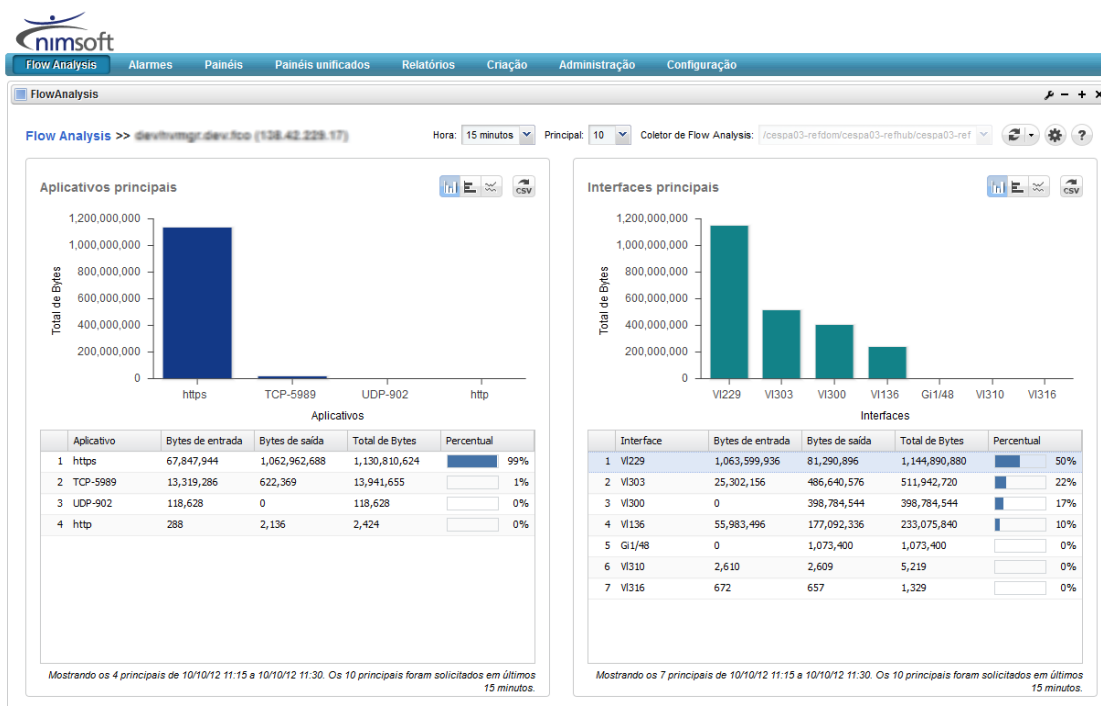 nimsoft
Flow Analysis Alarmes Painéis Painéis unificados Relatórios Criação Administração Configuração
FlowAnalysis
Flow Analysis >> Hora: 15 minutos Principal: 10 Coletor de Flow Analysis: /cespa03-refdom/cespa03-refhub/cespa03-ref
Aplicativos principais
CSV
1,200,000,000
1,000,000,000
800,000,000
600,000,000
400,000,000
200,000,000
0
Total de Bytes
https TCP-5989 UDP-902 http
Aplicativos
Aplicativo Bytes de entrada Bytes de saída Total de Bytes Percentual
1 https 67,847,944 1,062,962,688 1,130,810,624 99%
2 TCP-5989 13,319,286 622,369 13,941,655 1%
3 UDP-902 118,628 0 118,628 0%
4 http 288 2,136 2,424 0%
Mostrando os 4 principais de 10/10/12 11:15 a 10/10/12 11:30. Os 10 principais foram solicitados em últimos
15 minutos.
Interfaces principais
CSV
1,200,000,000
1,000,000,000
800,000,000
600,000,000
400,000,000
200,000,000
0
Total de Bytes
Vl229 Vl303 Vl300 Vl136 Gi1/48 Vl310 Vl316
Interfaces
Interface Bytes de entrada Bytes de saída Total de Bytes Percentual
1 Vl229 1,063,599,936 81,290,896 1,144,890,880 50%
2 Vl303 25,302,156 486,640,576 511,942,720 22%
3 Vl300 0 398,784,544 398,784,544 17%
4 Vl136 55,983,496 177,092,336 233,075,840 10%
5 Gi1/48 0 1,073,400 1,073,400 0%
6 Vl310 2,610 2,609 5,219 0%
7 Vl316 672 657 1,329 0%
Mostrando os 7 principais de 10/10/12 11:15 a 10/10/12 11:30. Os 10 principais foram solicitados em últimos
15 minutos.